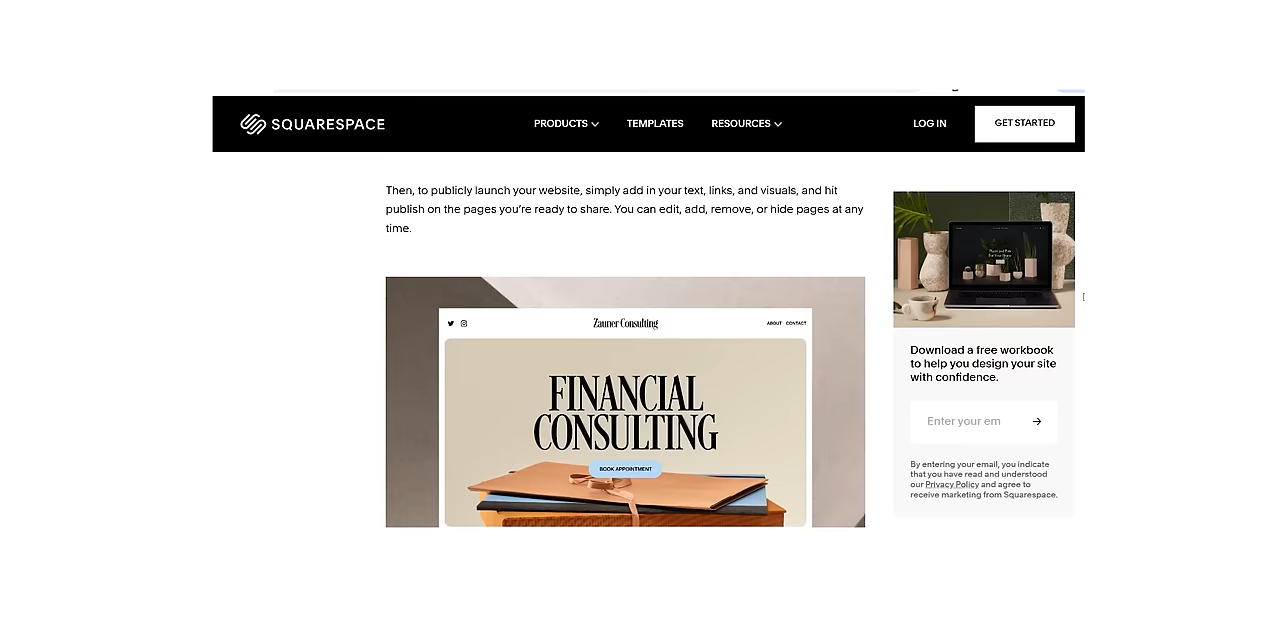 SQUARESPACE
PRODUCTS
TEMPLATES
RESOURCES
LOG IN
GET STARTED
Then, to publicly launch your website, simply add in your text, links, and visuals, and hit
publish on the pages you're ready to share. You can edit, add, remove, or hide pages at any
time.
Zauner Consulting
ABOUT CONTACT
FINANCIAL
CONSULTING
BOOK APPOINTMENT
Download a free workbook
to help you design your site
with confidence.
Enter your em
By entering your email, you indicate
that you have read and understood
our Privacy Policy and agree to
receive marketing from Squarespace.